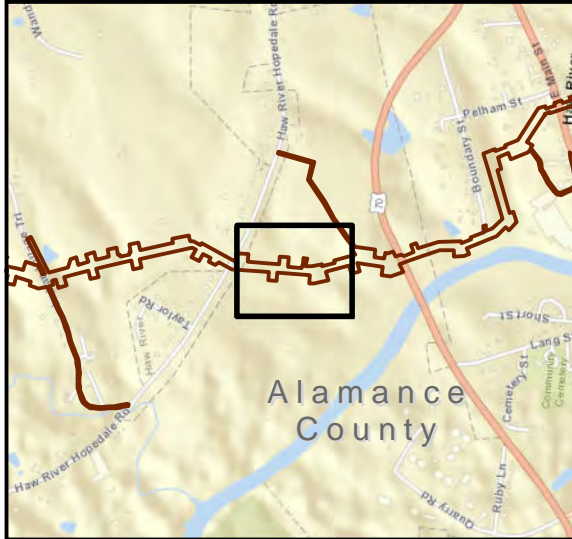 Haw River Hopedale Rd
E Main St
Pelham St
Boundary St
70
Taylor Rd
Haw River
Short St
Lang S
Cemetery St
Community
Cemetery
Alamance
County
Haw River Hopedale Rd
Quarry Rd
Ruby Ln